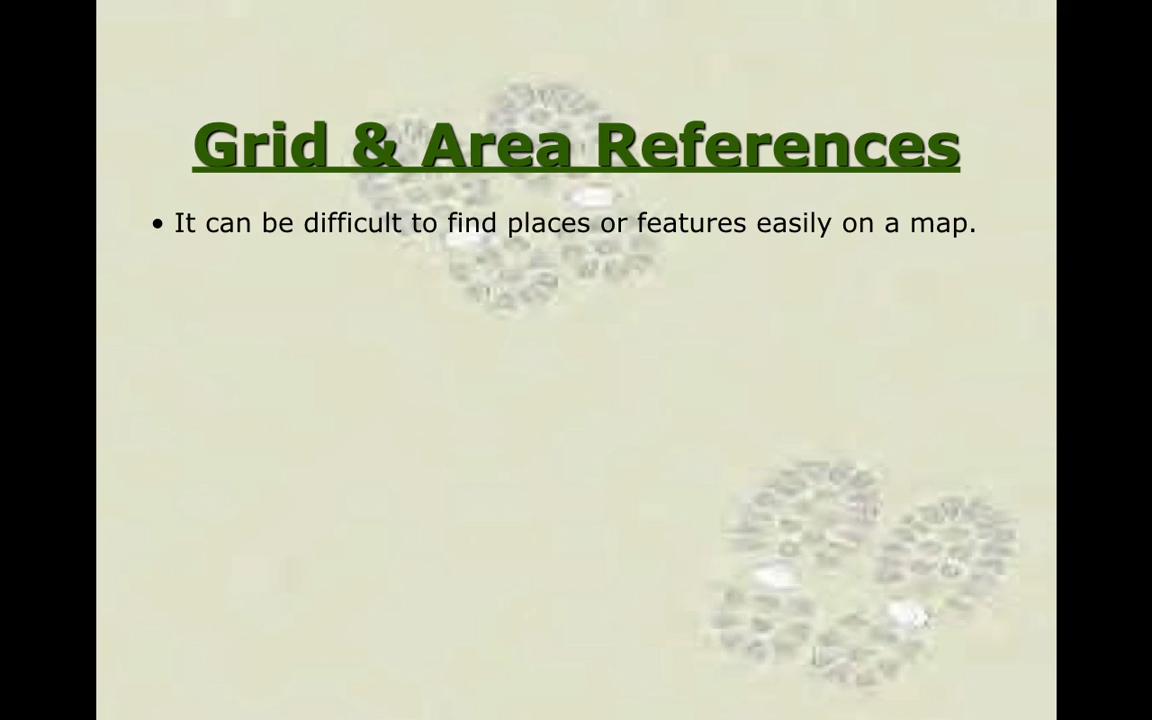 Grid & Area References
• It can be difficult to find places or features easily on a map.